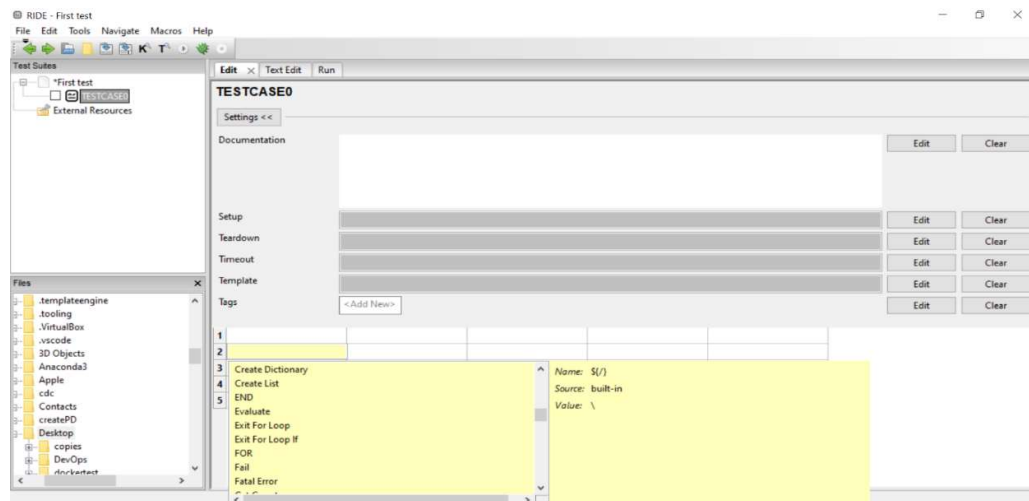 RIDE - First test
File Edit Tools Navigate Macros Help
Test Suites
*First test
TESTCASE0
External Resources
Files
.templateengine
.tooling
.VirtualBox
.vscode
3D Objects
Anaconda3
Apple
cdc
Contacts
createPD
Desktop
copies
DevOps
dockertest
Edit Text Edit Run
TESTCASE0
Settings <<
Documentation Edit Clear
Setup Edit Clear
Teardown Edit Clear
Timeout Edit Clear
Template Edit Clear
Tags <Add New> Edit Clear
1
2
3
4
5
Create Dictionary
Create List
END
Evaluate
Exit For Loop
Exit For Loop If
FOR
Fail
Fatal Error
Name: ${/}
Source: built-in
Value: \